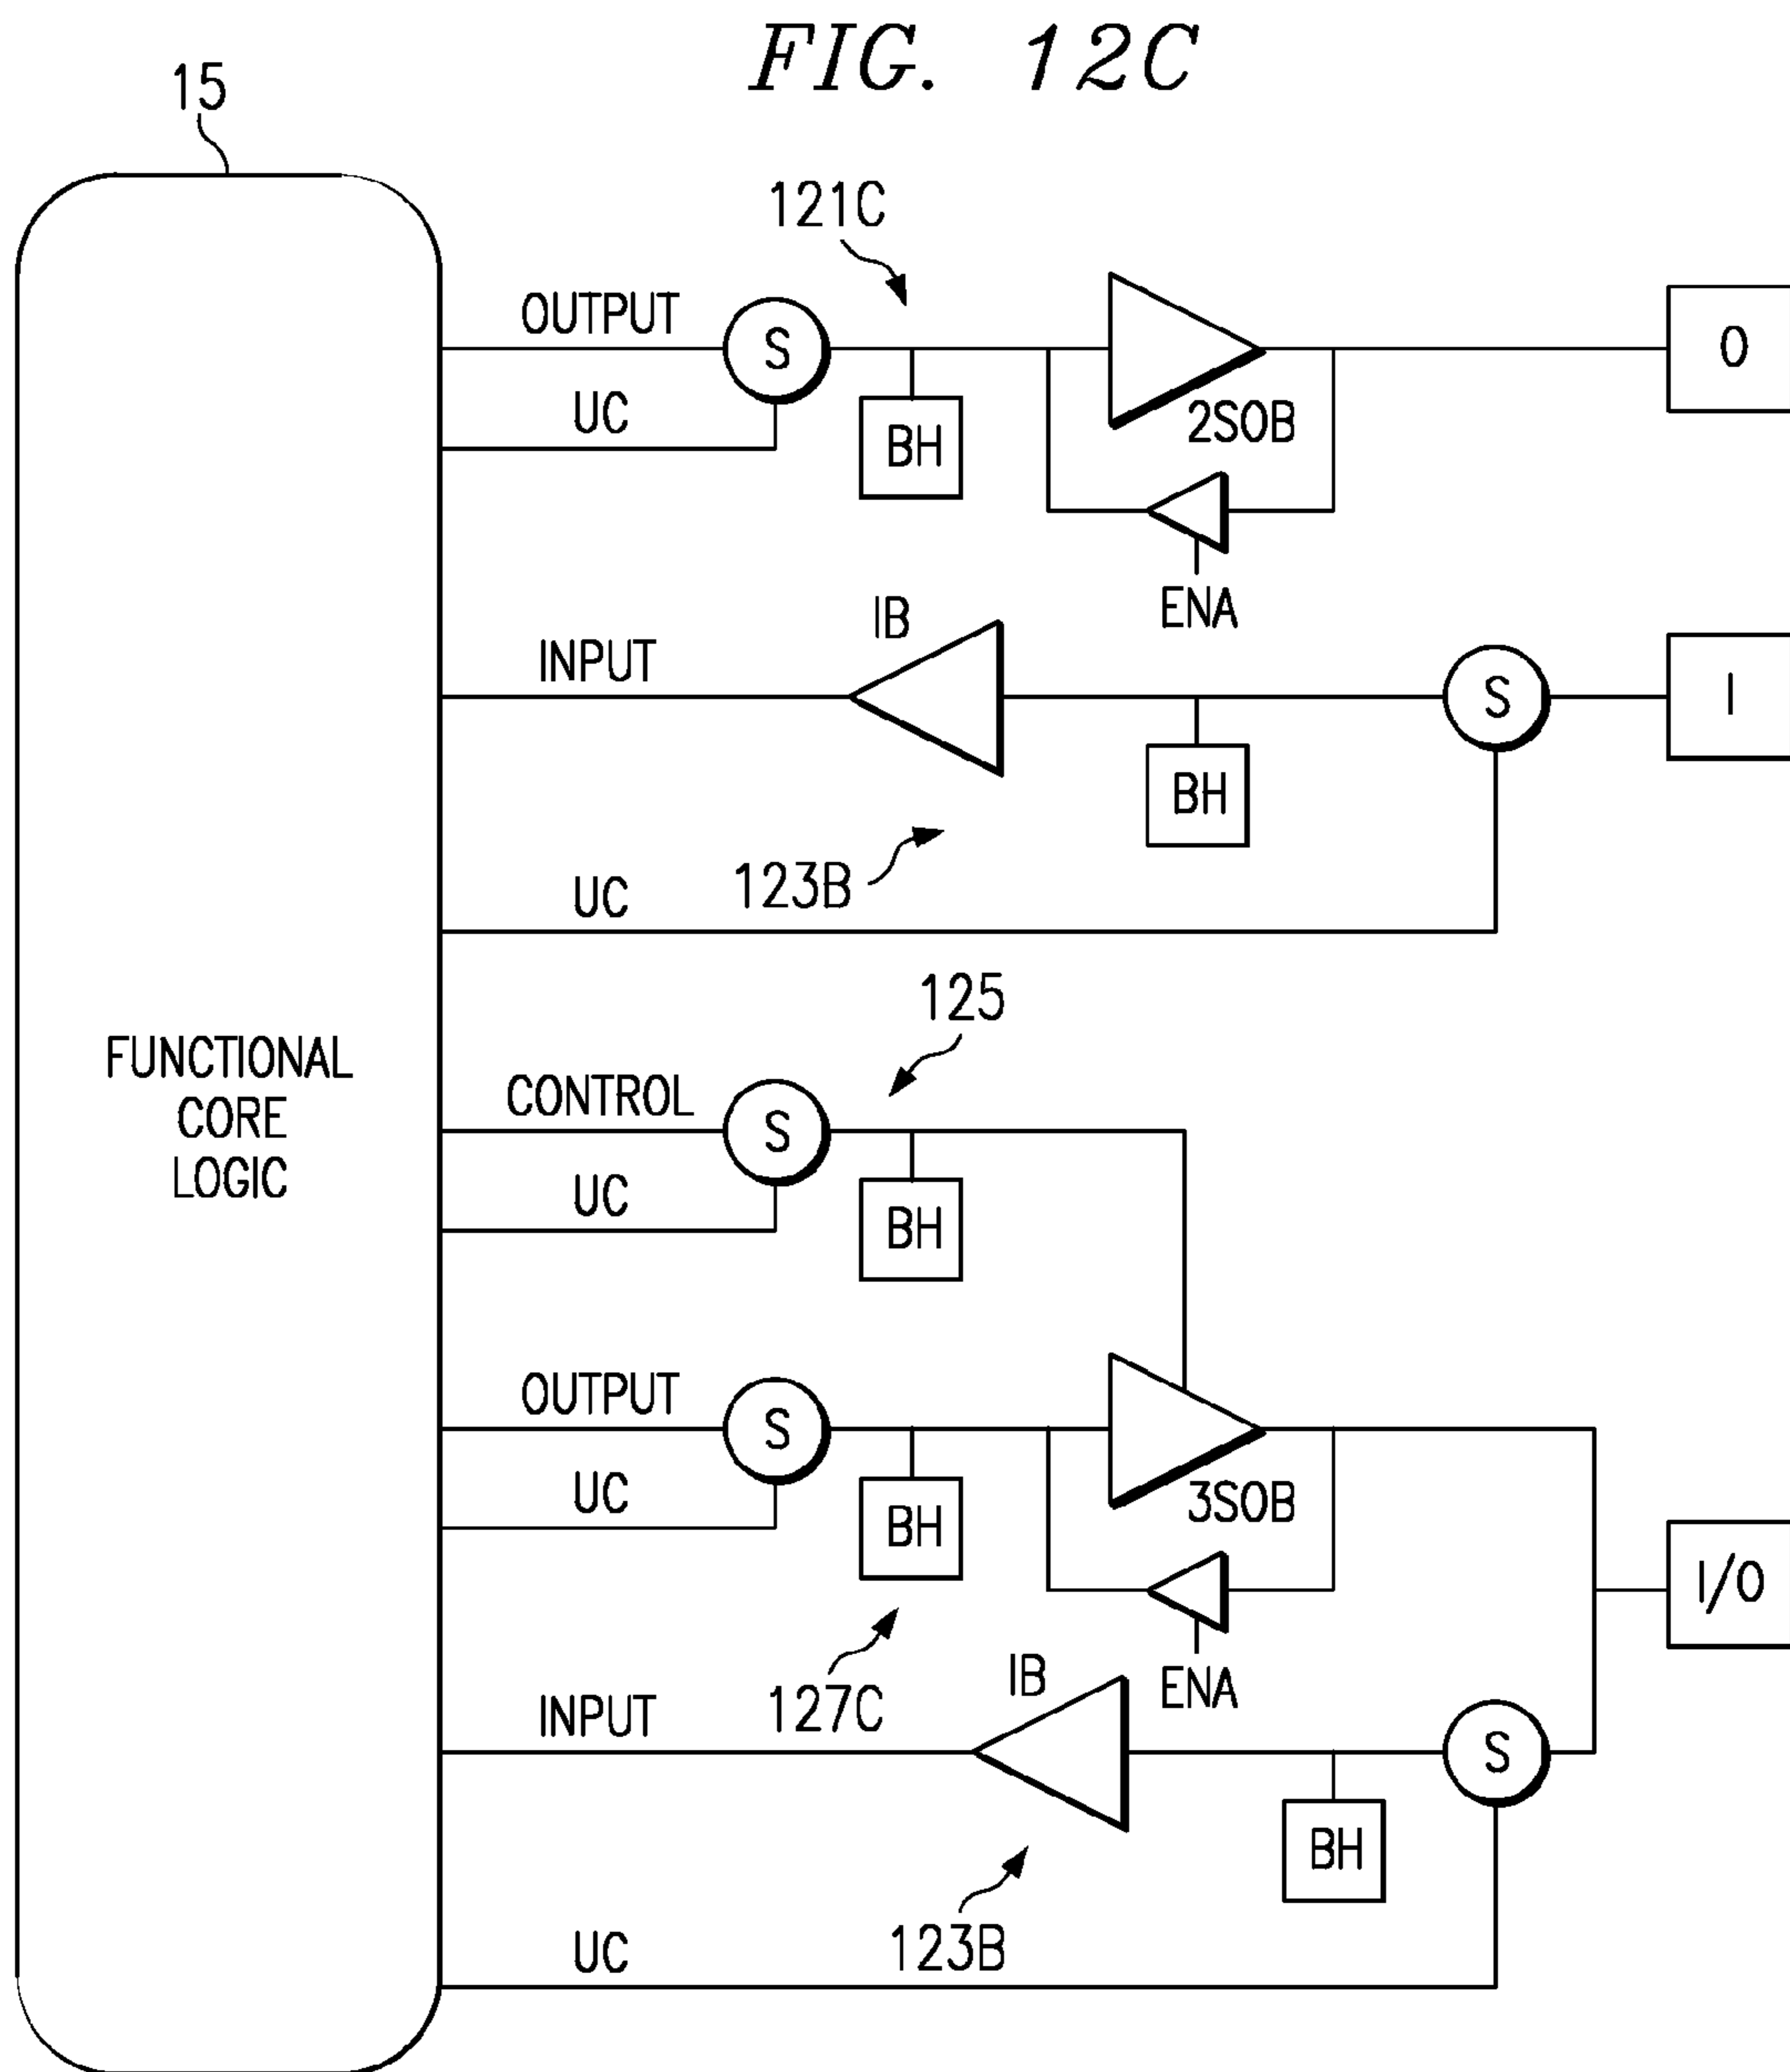 FIG. 12C
15
121C
OUTPUT
S
O
UC
BH
2SOB
ENA
IB
INPUT
S
I
BH
123B
UC
125
FUNCTIONAL
CORE
LOGIC
CONTROL
S
UC
BH
OUTPUT
S
UC
BH
3SOB
I/O
ENA
127C
IB
INPUT
S
BH
123B
UC